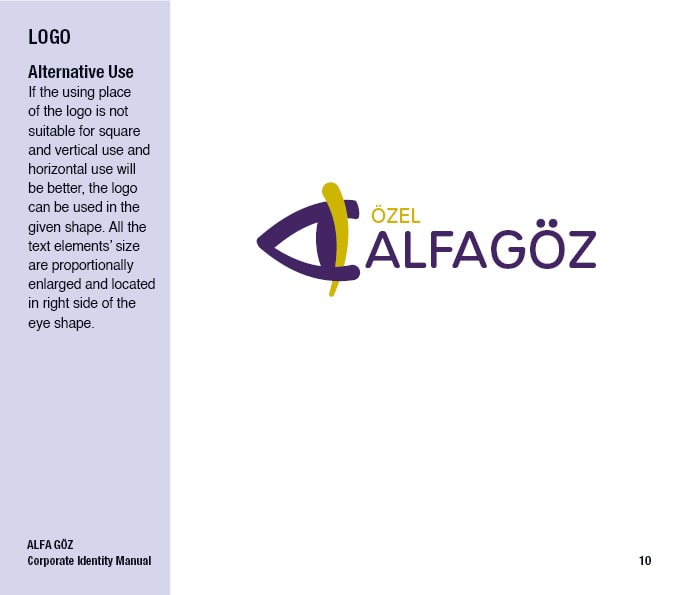 LOGO
Alternative Use
If the using place
of the logo is not
suitable for square
and vertical use and
horizontal use will
be better, the logo
can be used in the
given shape. All the
text elements’ size
are proportionally
enlarged and located
in right side of the
eye shape.
ÖZEL
ALFAGÖZ
ALFA GÖZ
Corporate Identity Manual
10